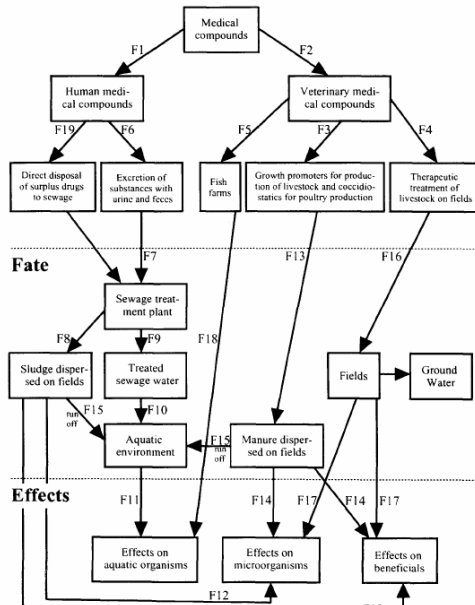 Medical
compounds
F1
F2
Human medi-
cal compounds
Veterinary medi-
cal compounds
F19
F6
F5
F3
F4
Direct disposal
of surplus drugs
to sewage
Excretion of
substances with
urine and feces
Fish
farms
Growth promoters for produc-
tion of livestock and coccidio-
statics for poultry production
Therapeutic
treatment of
livestock on fields
Fate
F7
F13
F16
Sewage treat-
ment plant
F8
F9
F18
Sludge disper-
sed on fields
Treated
sewage water
Fields
Ground
Water
F15
run
off
F10
Aquatic
environment
F15
run
off
Manure disper-
sed on fields
Effects
F11
F14
F17
F14
F17
Effects on
aquatic organisms
Effects on
microorganisms
Effects on
beneficials
F12